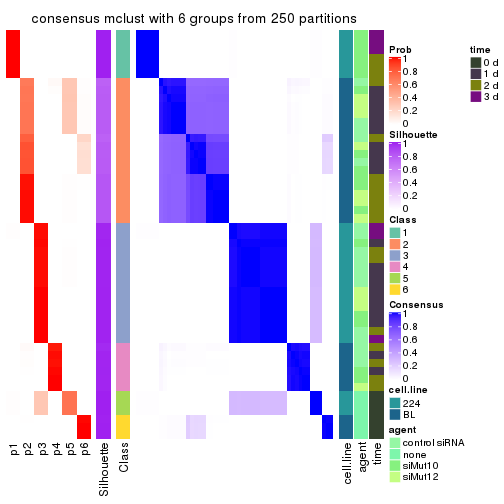 consensus mclust with 6 groups from 250 partitions
p1
p2
p3
p4
p5
p6
Silhouette
Class
cell.line
agent
time
Prob
1
0.8
0.6
0.4
0.2
0
Silhouette
1
0.8
0.6
0.4
0.2
0
Class
1
2
3
4
5
6
Consensus
1
0.8
0.6
0.4
0.2
0
cell.line
224
BL
agent
control siRNA
none
siMut10
siMut12
time
0 d
1 d
2 d
3 d